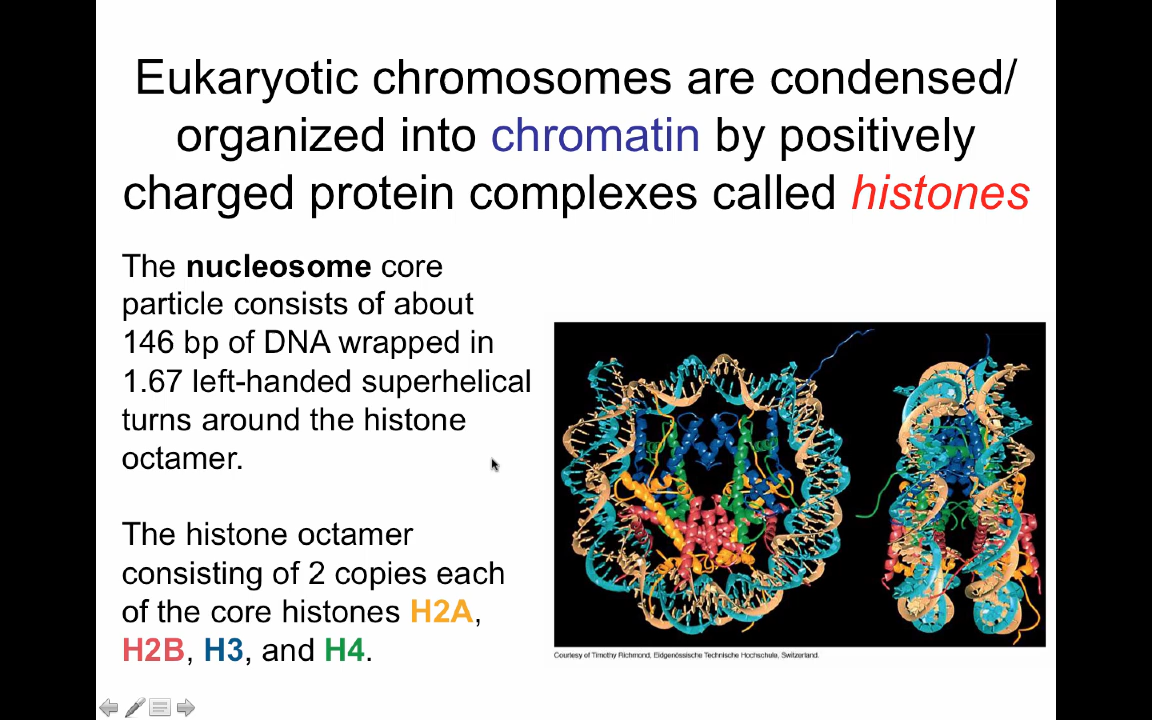 Eukaryotic chromosomes are condensed/
organized into chromatin by positively
charged protein complexes called histones
The nucleosome core
particle consists of about
146 bp of DNA wrapped in
1.67 left-handed superhelical
turns around the histone
octamer.
The histone octamer
consisting of 2 copies each
of the core histones H2A,
H2B, H3, and H4.
Courtesy of Timothy Richmond, Eidgenössische Technische Hochschule, Switzerland.